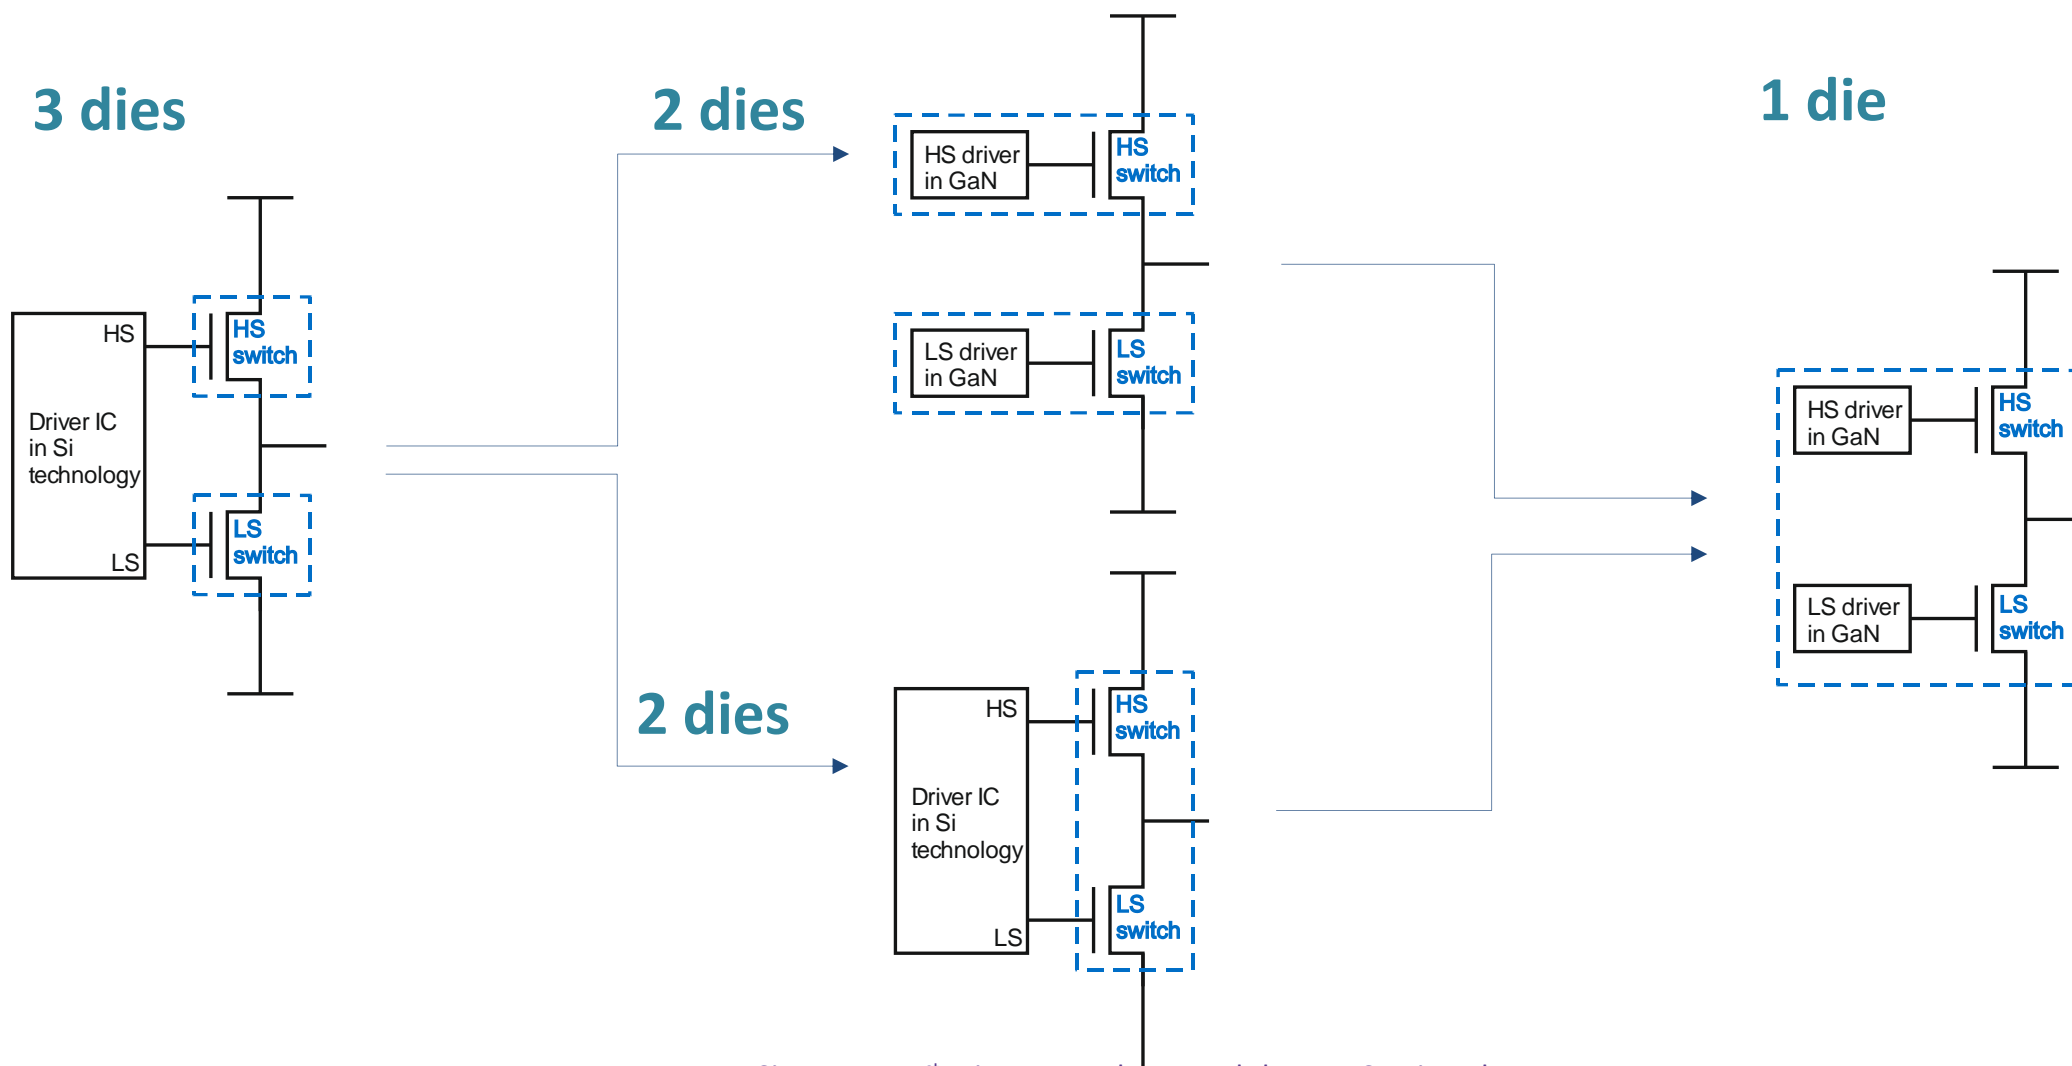 3 dies
HS
HS
switch
Driver IC
in Si
technology
LS
switch
LS
2 dies
HS driver
in GaN
HS
switch
LS driver
in GaN
LS
switch
2 dies
HS
HS
switch
Driver IC
in Si
technology
LS
switch
LS
1 die
HS driver
in GaN
HS
switch
LS driver
in GaN
LS
switch